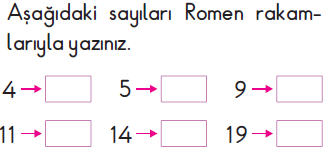 Aşağıdaki sayıları Romen rakam-
larıyla yazınız.
4 → 5 → 9 →
11 → 14 → 19 →